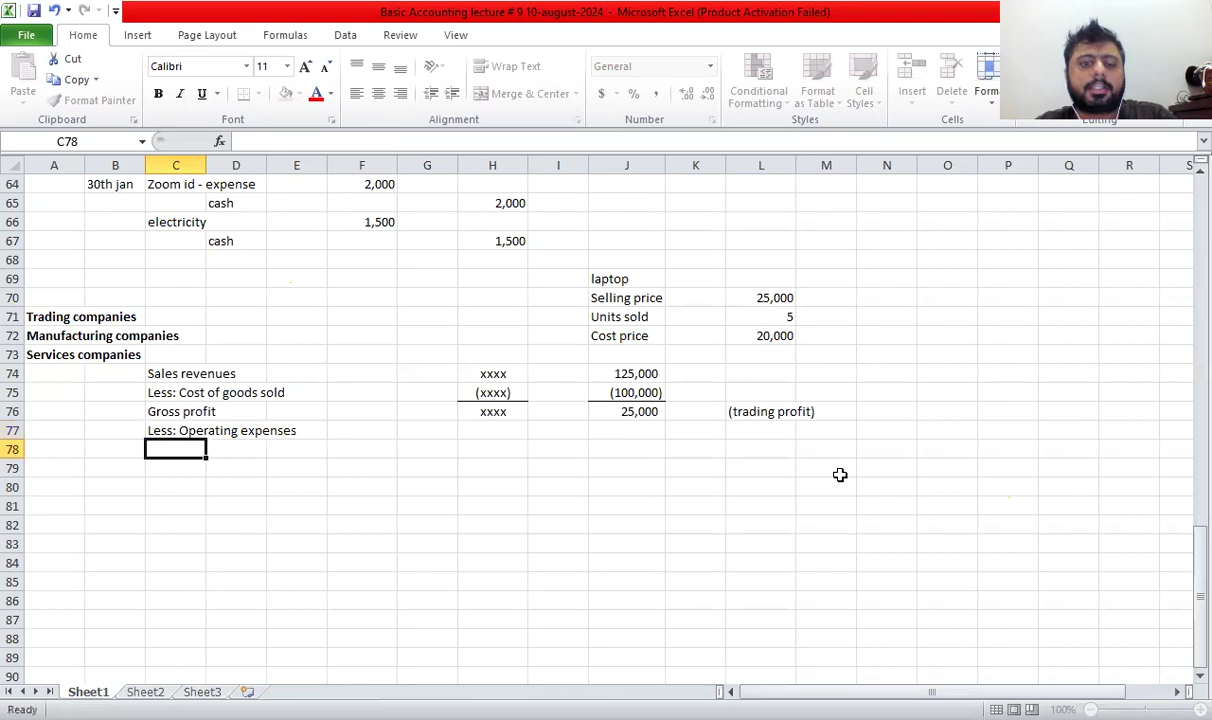 Basic Accounting lecture # 9 10-august-2024 - Microsoft Excel (Product Activation Failed)
File Home Insert Page Layout Formulas Data Review View
Paste Cut Copy Format Painter
Calibri 11
B I U A
Wrap Text
Merge & Center
General
$ % ,
Conditional Formatting Format as Table Cell Styles
Insert Delete
Clipboard Font Alignment Number Styles Cells
C78 fx
A B C D E F G H I J K L M N O P Q R S
64 30th jan Zoom id - expense 2,000
65 cash 2,000
66 electricity 1,500
67 cash 1,500
68
69 laptop
70 Selling price 25,000
71 Trading companies Units sold 5
72 Manufacturing companies Cost price 20,000
73 Services companies
74 Sales revenues xxxx 125,000
75 Less: Cost of goods sold (xxxx) (100,000)
76 Gross profit xxxx 25,000 (trading profit)
77 Less: Operating expenses
78
79
80
81
82
83
84
85
86
87
88
89
90
Sheet1 Sheet2 Sheet3
Ready 100%